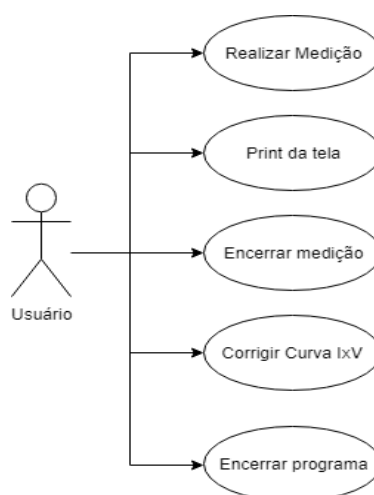 Realizar Medição
Print da tela
Encerrar medição
Usuário
Corrigir Curva IxV
Encerrar programa